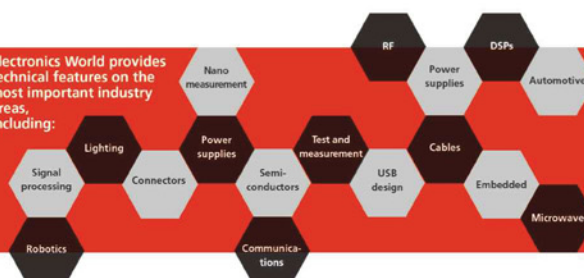 lectronics World provides
echnical features on the
most important industry
reas,
ncluding:
RF
DSPs
Nano
measurement
Power
supplies
Automotive
Lighting
Power
supplies
Test and
measurement
Cables
Signal
processing
Connectors
Semi-
conductors
USB
design
Embedded
Microwave
Robotics
Communica-
tions